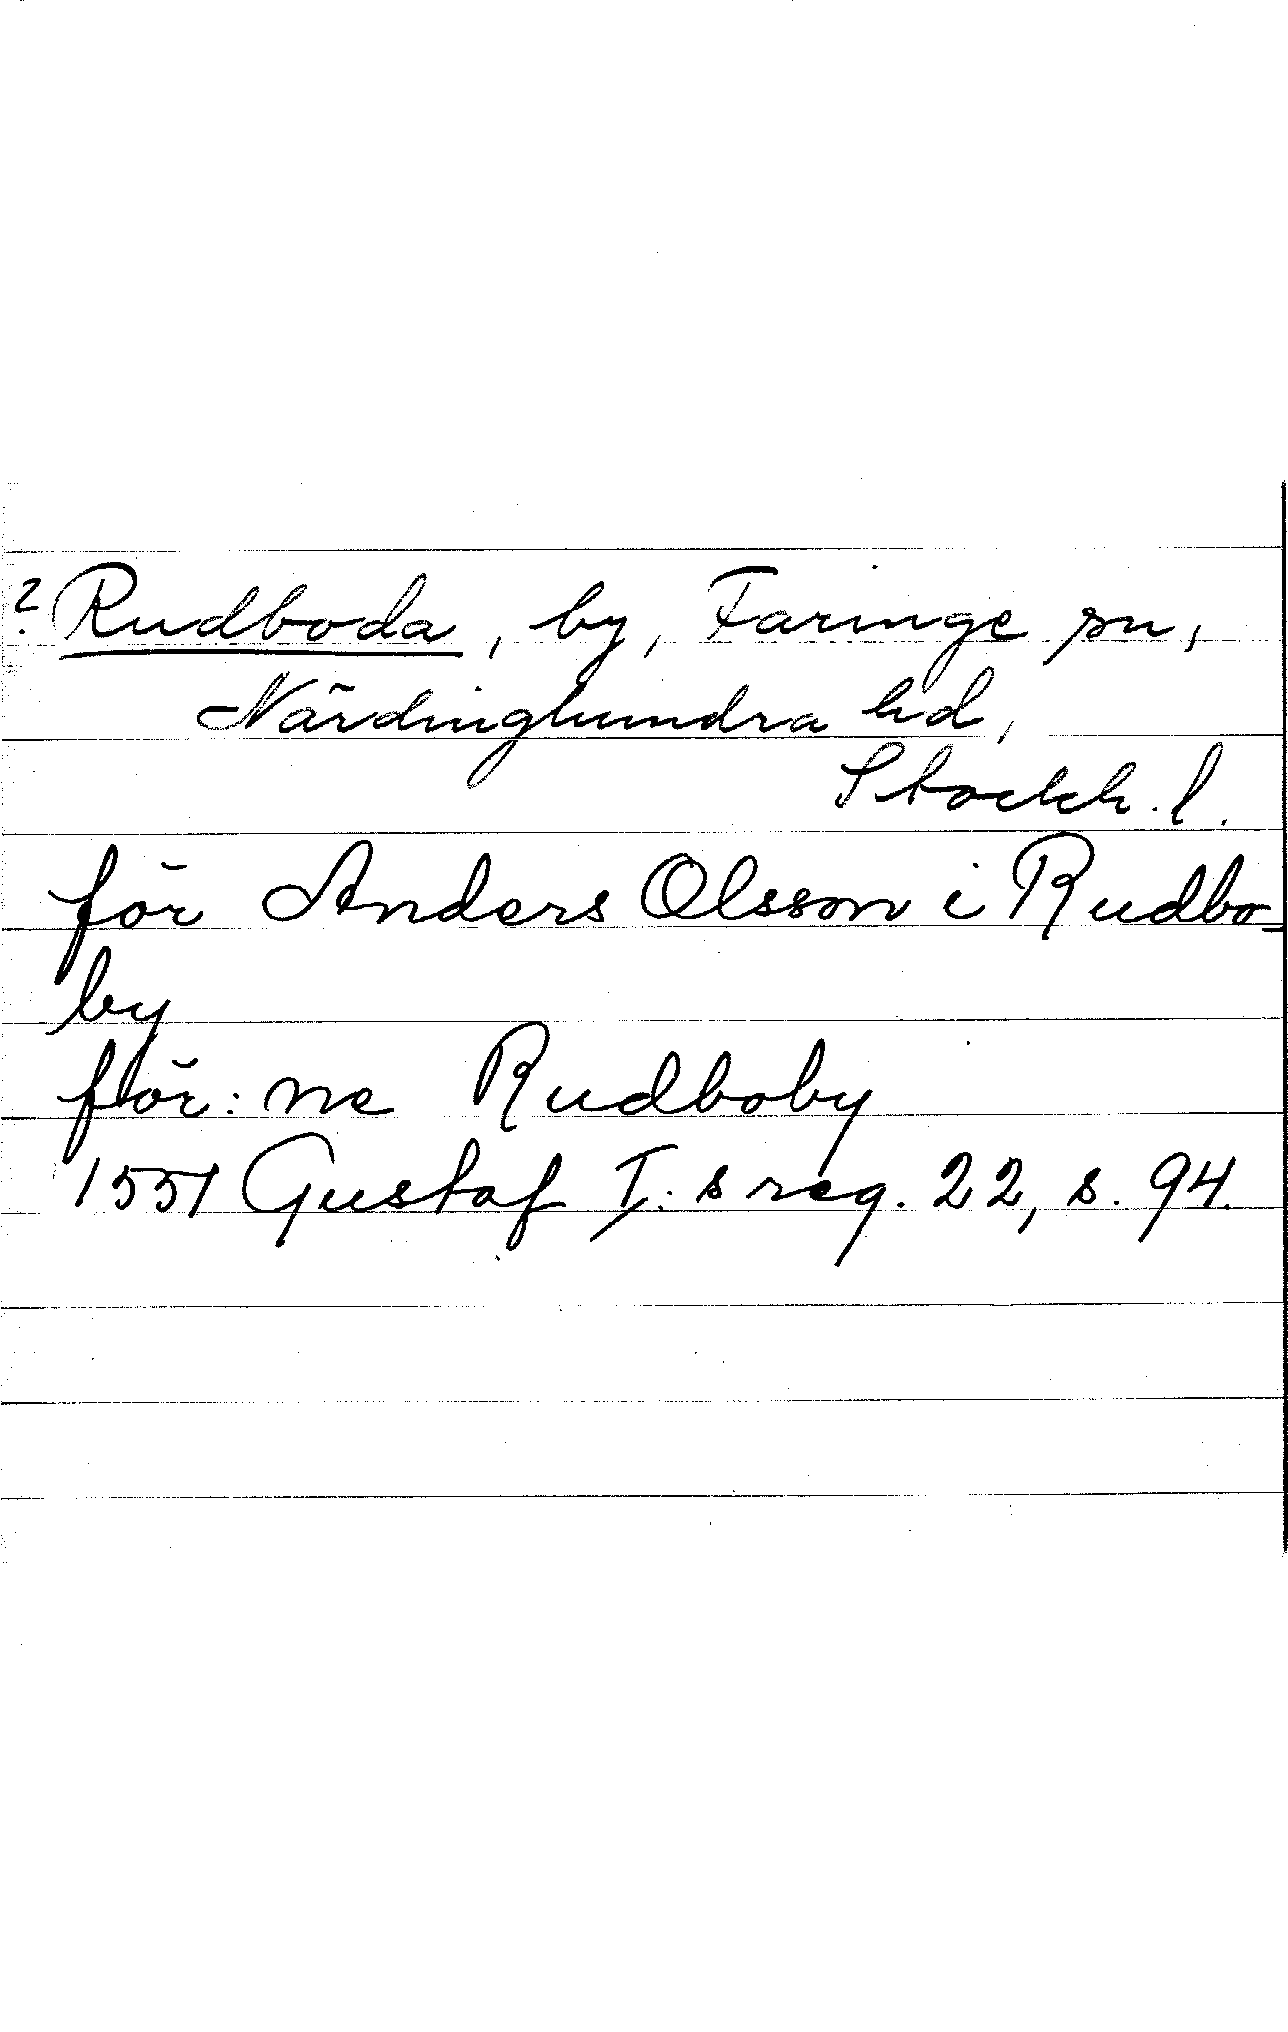 ? Rudboda, by, Faringe sn,
Närdinghundra hd,
Stockh. l.
för Anders Olsson i Rudbo-
by
för: ne Rudboby
1551 Gustaf I: s reg. 22, s. 94.